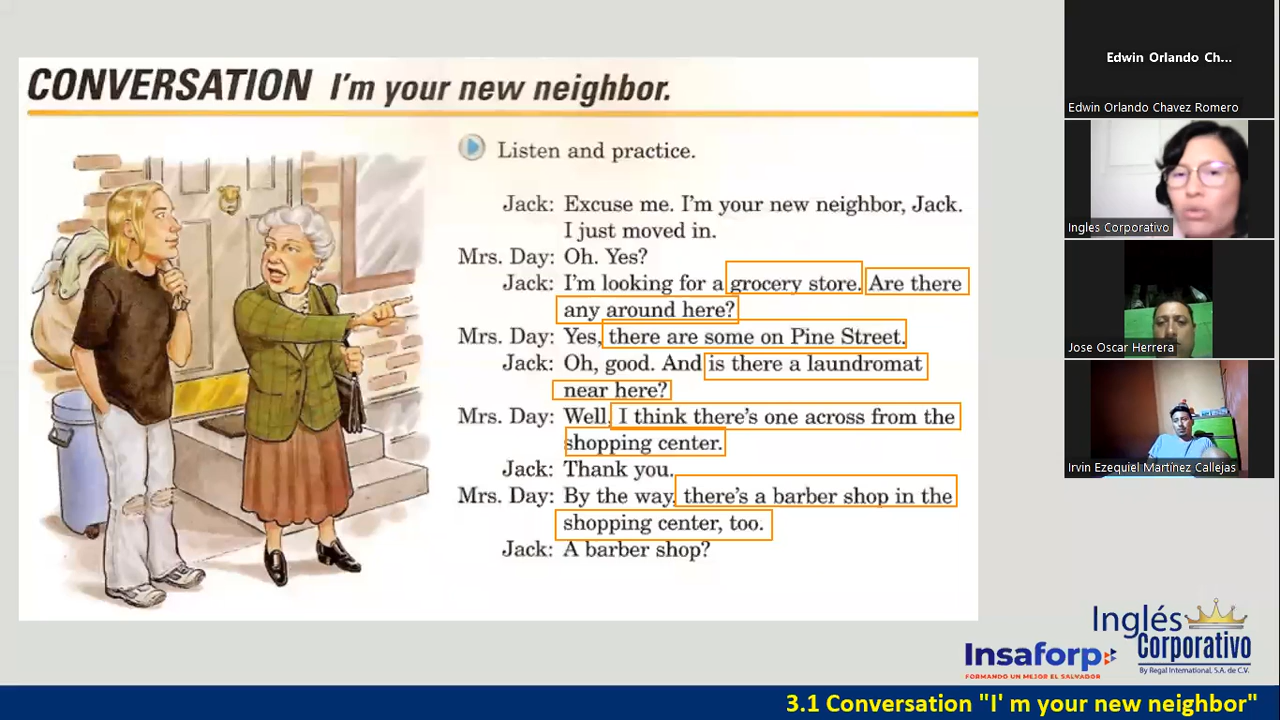 CONVERSATION I'm your new neighbor.
Listen and practice.
Jack: Excuse me. I'm your new neighbor, Jack.
I just moved in.
Mrs. Day: Oh. Yes?
Jack: I'm looking for a grocery store. Are there
any around here?
Mrs. Day: Yes, there are some on Pine Street.
Jack: Oh, good. And is there a laundromat
near here?
Mrs. Day: Well, I think there's one across from the
shopping center.
Jack: Thank you.
Mrs. Day: By the way, there's a barber shop in the
shopping center, too.
Jack: A barber shop?
Edwin Orlando Ch...
Edwin Orlando Chavez Romero
Ingles Corporativo
Jose Oscar Herrera
Irvin Ezequiel Martínez Callejas
Insaforp
FORMANDO UN MEJOR EL SALVADOR
Inglés
Corporativo
By Regal International, S.A. de C.V.
3.1 Conversation "I' m your new neighbor"